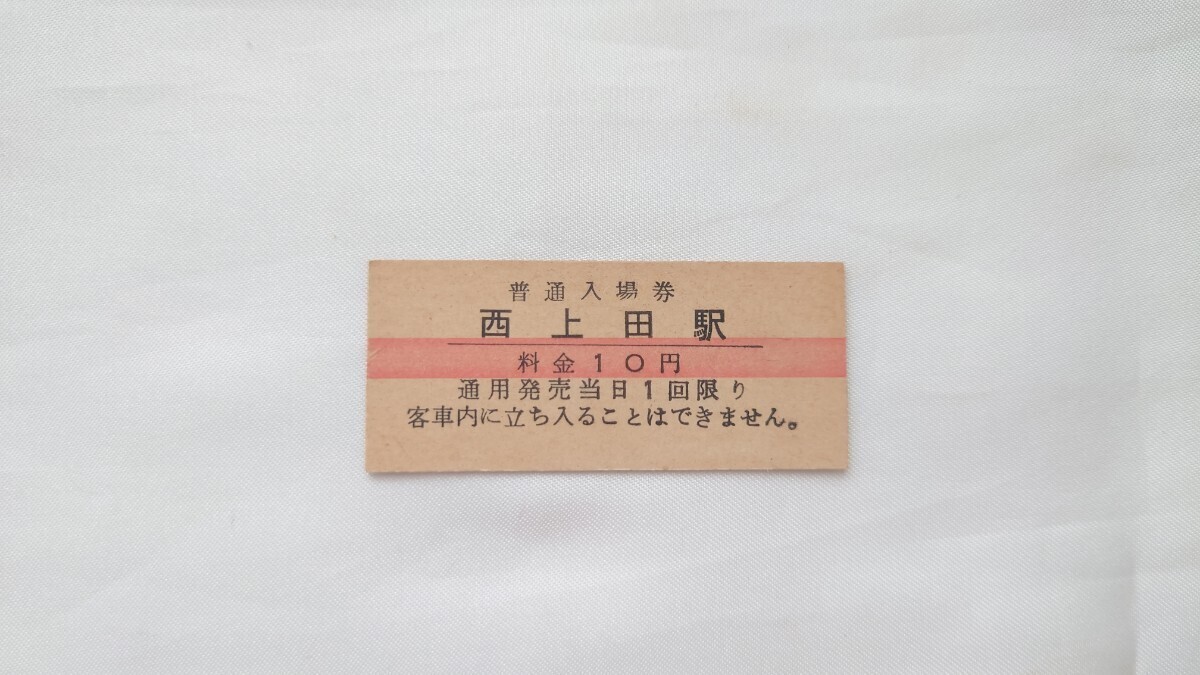 普通入場券
西上田駅
料金10円
通用発売当日1回限り
客車内に立ち入ることはできません。